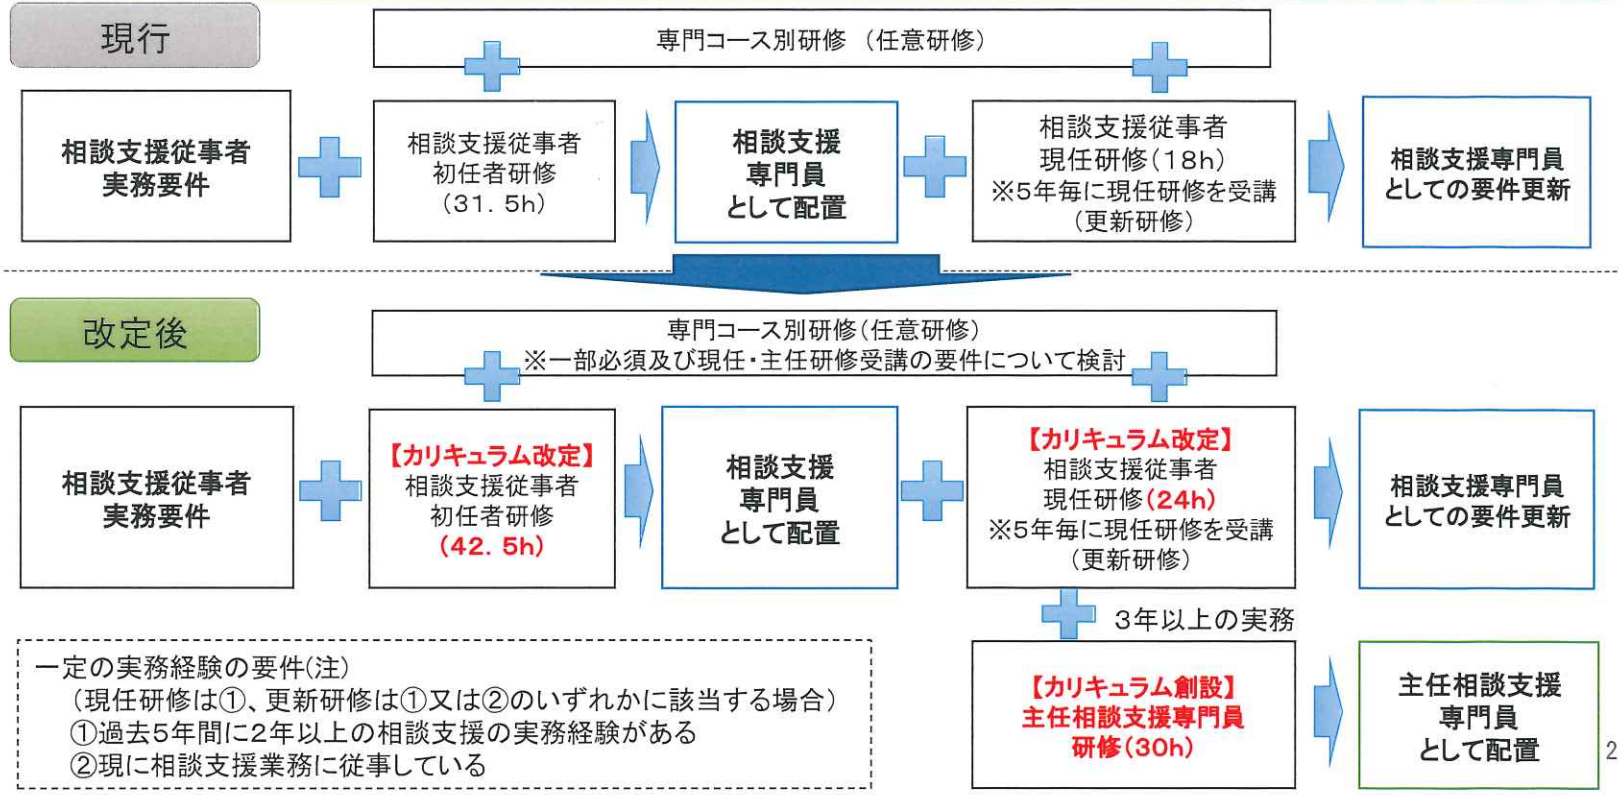 現行
専門コース別研修 （任意研修）
相談支援従事者
実務要件
相談支援従事者
初任者研修
（31．5h）
相談支援
専門員
として配置
相談支援従事者
現任研修（18h）
※5年毎に現任研修を受講
（更新研修）
相談支援専門員
としての要件更新
改定後
専門コース別研修（任意研修）
※一部必須及び現任・主任研修受講の要件について検討
相談支援従事者
実務要件
【カリキュラム改定】
相談支援従事者
初任者研修
（42．5h）
相談支援
専門員
として配置
【カリキュラム改定】
相談支援従事者
現任研修（24h）
※5年毎に現任研修を受講
（更新研修）
相談支援専門員
としての要件更新
3年以上の実務
一定の実務経験の要件(注)
（現任研修は①、更新研修は①又は②のいずれかに該当する場合）
①過去5年間に2年以上の相談支援の実務経験がある
②現に相談支援業務に従事している
【カリキュラム創設】
主任相談支援専門員
研修（30h）
主任相談支援
専門員
として配置
2